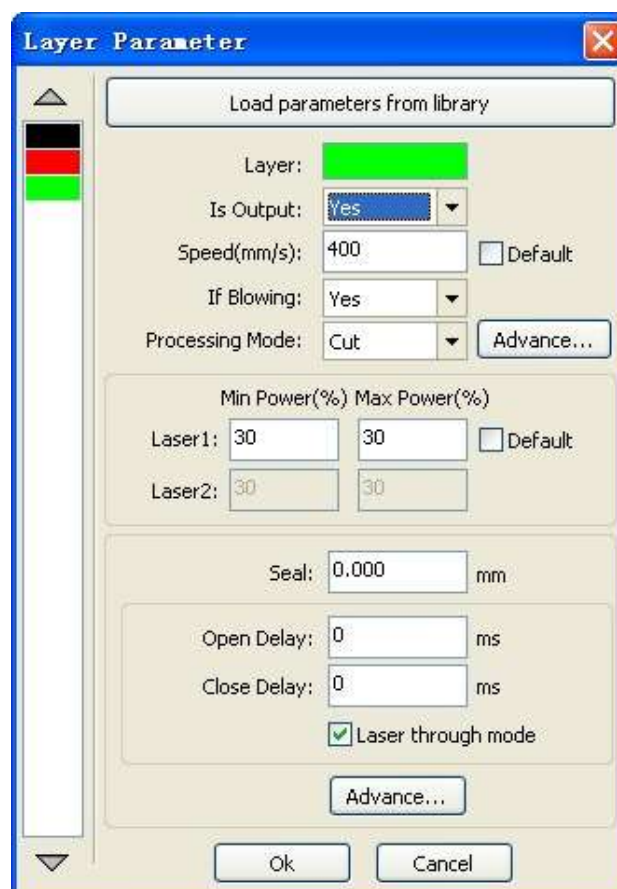 Layer Parameter
Load parameters from library
Layer:
Is Output: Yes
Speed(mm/s): 400 Default
If Blowing: Yes
Processing Mode: Cut Advance...
Min Power(%) Max Power(%)
Laser1: 30 30 Default
Laser2: 30 30
Seal: 0.000 mm
Open Delay: 0 ms
Close Delay: 0 ms
Laser through mode
Advance...
Ok Cancel